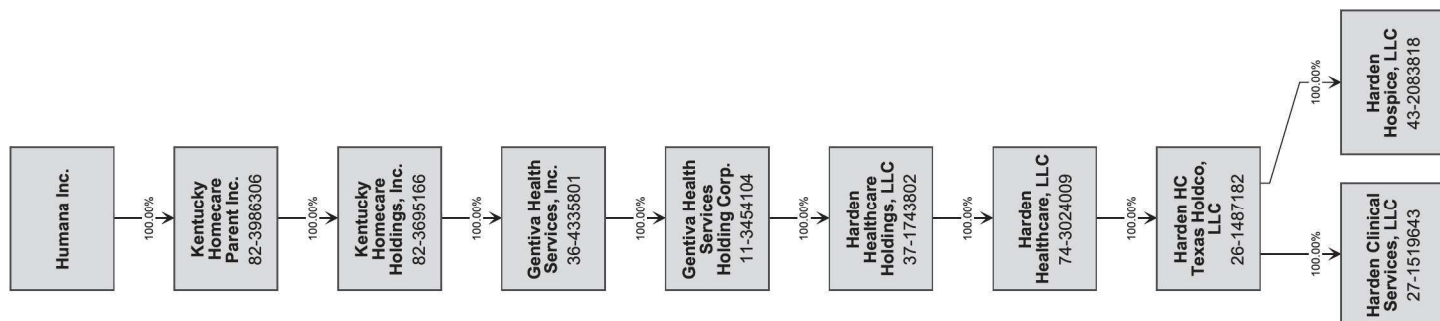 Humana Inc.
100.00%
Kentucky
Homecare
Parent Inc.
82-3986306
100.00%
Kentucky
Homecare
Holdings, Inc.
82-3695166
100.00%
Gentiva Health
Services, Inc.
36-4335801
100.00%
Gentiva Health
Services
Holding Corp.
11-3454104
100.00%
Harden
Healthcare
Holdings, LLC
37-1743802
100.00%
Harden
Healthcare, LLC
74-3024009
100.00%
Harden HC
Texas Holdco,
LLC
26-1487182
100.00%
Harden Clinical
Services, LLC
27-1519643
100.00%
Harden
Hospice, LLC
43-2083818